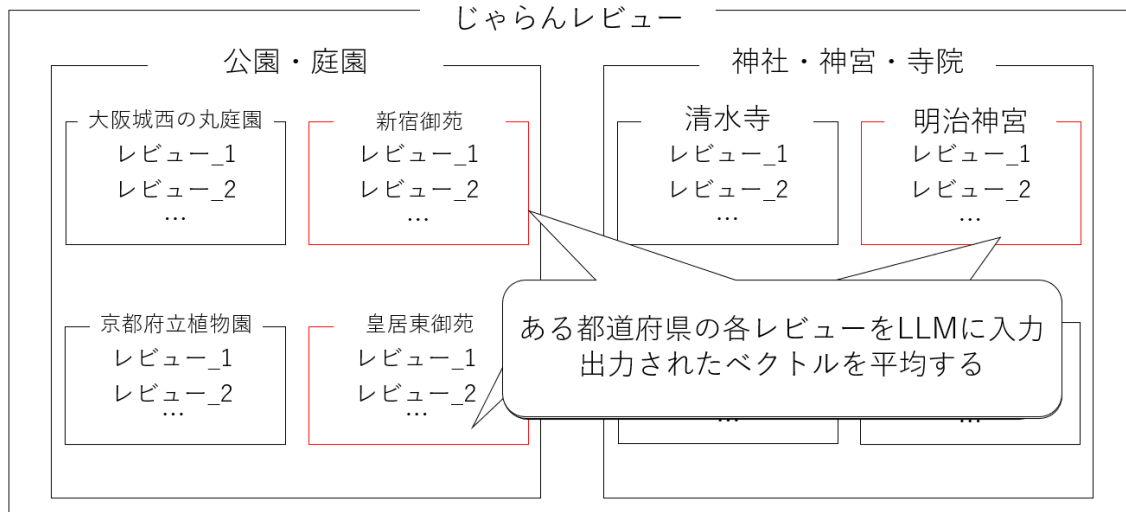 じゃらんレビュー
公園・庭園
大阪城西の丸庭園
レビュー_1
レビュー_2
…
新宿御苑
レビュー_1
レビュー_2
…
京都府立植物園
レビュー_1
レビュー_2
…
皇居東御苑
レビュー_1
レビュー_2
…
神社・神宮・寺院
清水寺
レビュー_1
レビュー_2
…
明治神宮
レビュー_1
レビュー_2
…
ある都道府県の各レビューをLLMに入力
出力されたベクトルを平均する
…
…